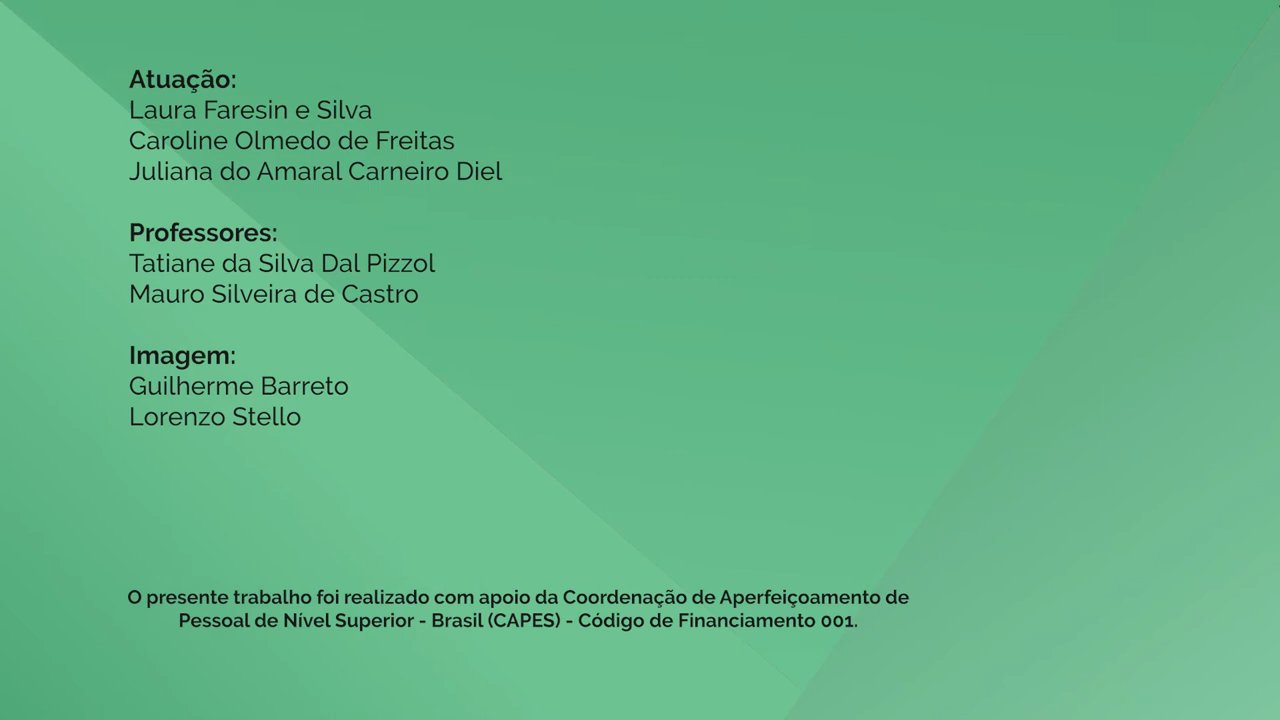 Atuação:
Laura Faresin e Silva
Caroline Olmedo de Freitas
Juliana do Amaral Carneiro Diel
Professores:
Tatiane da Silva Dal Pizzol
Mauro Silveira de Castro
Imagem:
Guilherme Barreto
Lorenzo Stello
O presente trabalho foi realizado com apoio da Coordenação de Aperfeiçoamento de
Pessoal de Nível Superior - Brasil (CAPES) - Código de Financiamento 001.